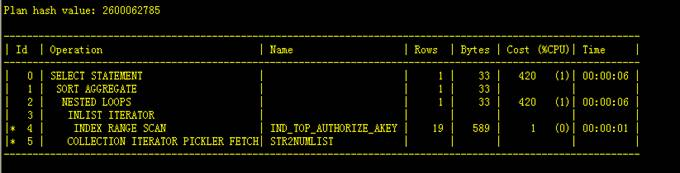 Plan hash value: 2600062785
| Id | Operation | Name | Rows | Bytes | Cost (%CPU)| Time |
| 0 | SELECT STATEMENT | | 1 | 33 | 420 (1)| 00:00:06 |
| 1 | SORT AGGREGATE | | 1 | 33 | | |
| 2 | NESTED LOOPS | | 1 | 33 | 420 (1)| 00:00:06 |
| 3 | INLIST ITERATOR | | | | | |
|* 4 | INDEX RANGE SCAN | IND_TOP_AUTHORIZE_AKEY | 19 | 589 | 1 (0)| 00:00:01 |
|* 5 | COLLECTION ITERATOR PICKLER FETCH| STR2NUMLIST | | | | |